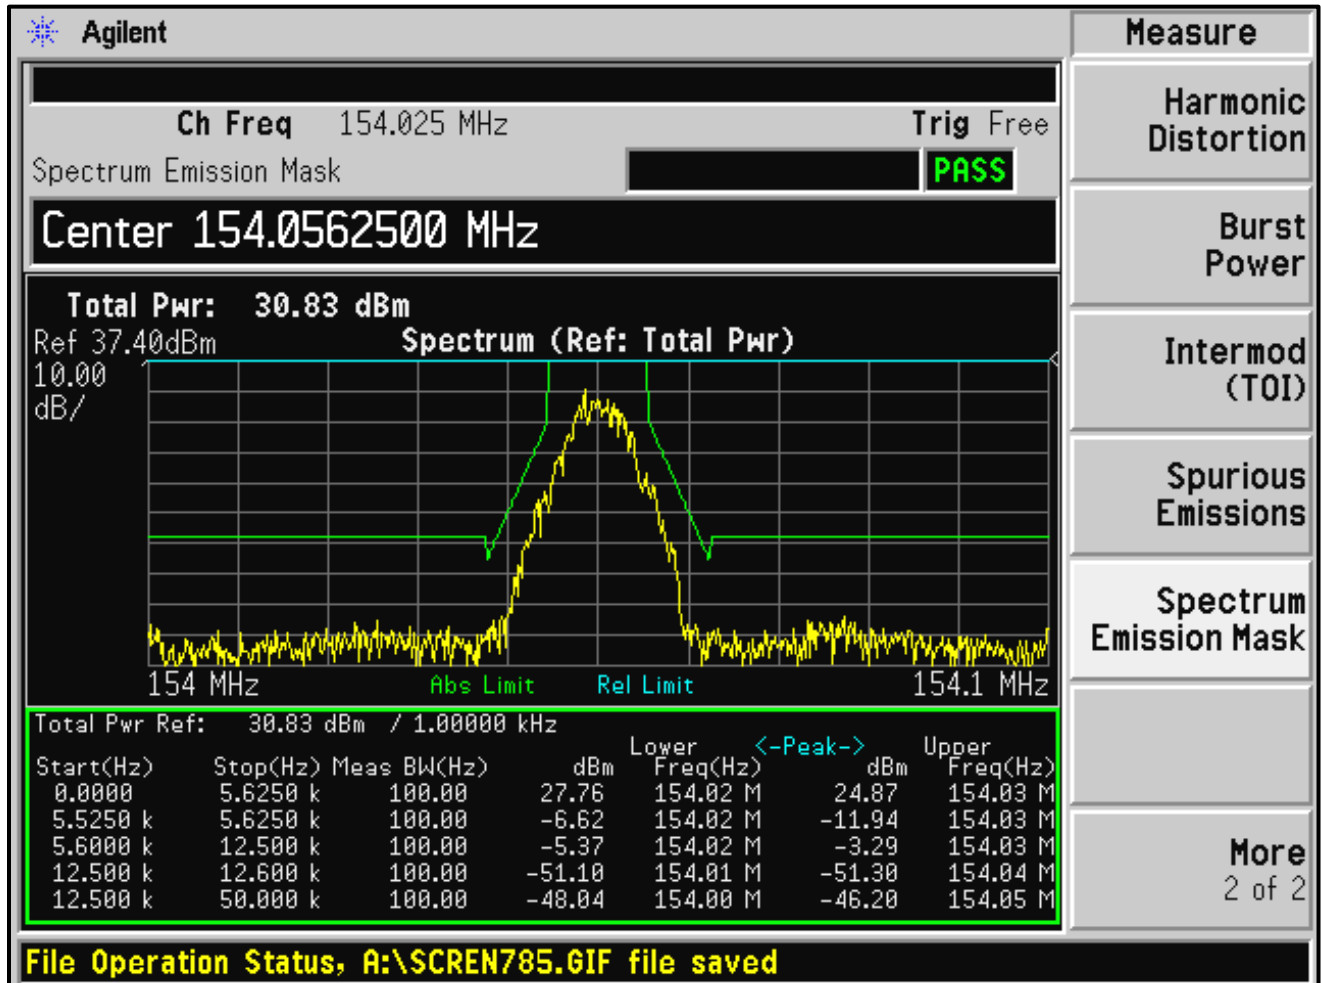 Agilent
Measure
Ch Freq 154.025 MHz Trig Free
Spectrum Emission Mask PASS
Center 154.0562500 MHz
Total Pwr: 30.83 dBm
Ref 37.40dBm Spectrum (Ref: Total Pwr)
10.00
dB/
154 MHz Abs Limit Rel Limit 154.1 MHz
Total Pwr Ref: 30.83 dBm / 1.00000 kHz
Lower <-Peak-> Upper
Start(Hz) Stop(Hz) Meas BW(Hz) dBm Freq(Hz) dBm Freq(Hz)
0.0000 5.6250 k 100.00 27.76 154.02 M 24.87 154.03 M
5.5250 k 5.6250 k 100.00 -6.62 154.02 M -11.94 154.03 M
5.6000 k 12.500 k 100.00 -5.37 154.02 M -3.29 154.03 M
12.500 k 12.600 k 100.00 -51.10 154.01 M -51.30 154.04 M
12.500 k 50.000 k 100.00 -48.04 154.00 M -46.20 154.05 M
Harmonic
Distortion
Burst
Power
Intermod
(TOI)
Spurious
Emissions
Spectrum
Emission Mask
More
2 of 2
File Operation Status, A:\SCREN785.GIF file saved